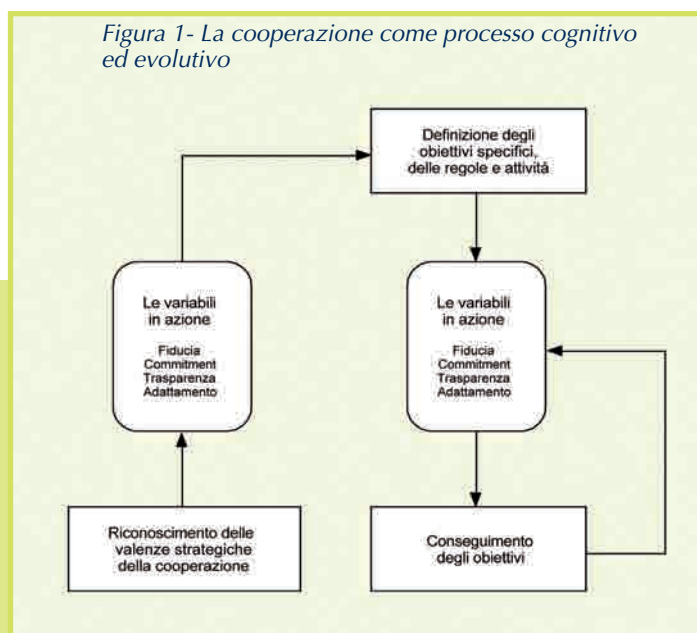 Figura 1- La cooperazione come processo cognitivo
ed evolutivo
Definizione degli
obiettivi specifici,
delle regole e attività
Le variabili
in azione
Fiducia
Commitment
Trasparenza
Adattamento
Le variabili
in azione
Fiducia
Commitment
Trasparenza
Adattamento
Riconoscimento delle
valenze strategiche
della cooperazione
Conseguimento
degli obiettivi